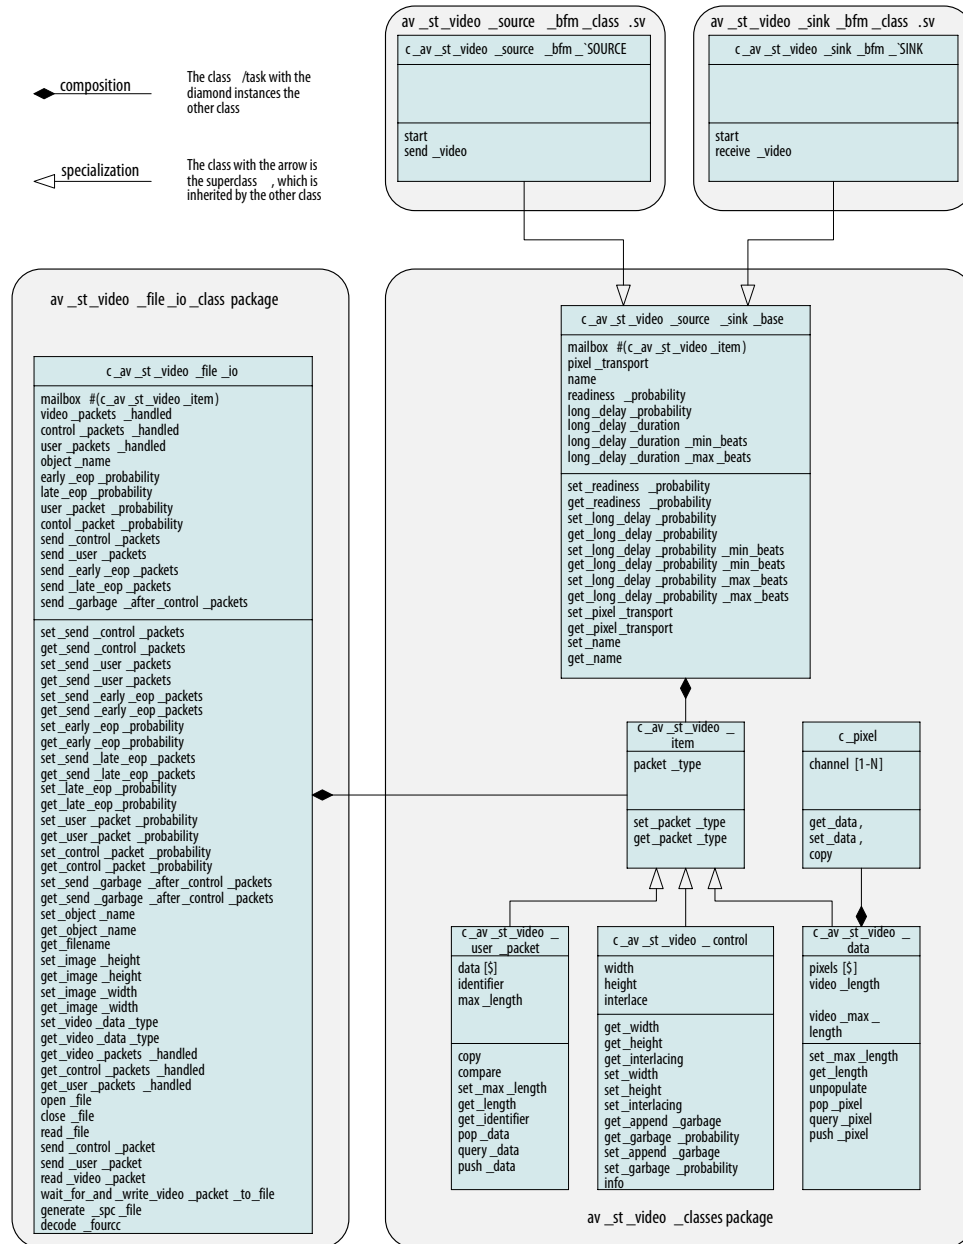 av _st _video _source _bfm _class .sv
c _av _st _video _source _bfm _`SOURCE
start
send _video
av _st _video _sink _bfm _class .sv
c _av _st _video _sink _bfm _`SINK
start
receive _video
composition
The class /task with the
diamond instances the
other class
specialization
The class with the arrow is
the superclass , which is
inherited by the other class
av _st _video _file _io _class package
c _av _st _video _file _io
mailbox #(c _av _st _video _item)
video _packets _handled
control _packets _handled
user _packets _handled
object _name
early _eop _probability
late _eop _probability
user _packet _probability
contol _packet _probability
send _control _packets
send _user _packets
send _early _eop _packets
send _late _eop _packets
send _garbage _after _control _packets
set _send _control _packets
get _send _control _packets
set _send _user _packets
get _send _user _packets
set _send _early _eop _packets
get _send _early _eop _packets
set _early _eop _probability
get _early _eop _probability
set _send _late _eop _packets
get _send _late _eop _packets
set _late _eop _probability
get _late _eop _probability
set _user _packet _probability
get _user _packet _probability
set _control _packet _probability
get _control _packet _probability
set _send _garbage _after _control _packets
get _send _garbage _after _control _packets
set _object _name
get _object _name
get _filename
set _image _height
get _image _height
set _image _width
get _image _width
set _video _data _type
get _video _data _type
get _video _packets _handled
get _control _packets _handled
get _user _packets _handled
open _file
close _file
read _file
send _control _packet
send _user _packet
read _video _packet
wait _for _and _write _video _packet _to _file
generate _spc _file
decode _fourcc
c _av _st _video _source _sink _base
mailbox #(c _av _st _video _item)
pixel _transport
name
readiness _probability
long _delay _probability
long _delay _duration
long _delay _duration _min _beats
long _delay _duration _max _beats
set _readiness _probability
get _readiness _probability
set _long _delay _probability
get _long _delay _probability
set _long _delay _probability _min _beats
get _long _delay _probability _min _beats
set _long _delay _probability _max _beats
get _long _delay _probability _max _beats
set _pixel _transport
get _pixel _transport
set _name
get _name
c _av _st _video _
item
packet _type
set _packet _type
get _packet _type
c _pixel
channel [1-N]
get _data ,
set _data ,
copy
c _av _st _video _
user _packet
data [$]
identifier
max _length
copy
compare
set _max _length
get _length
get _identifier
pop _data
query _data
push _data
c _av _st _video _ control
width
height
interlace
get _width
get _height
get _interlacing
set _width
set _height
set _interlacing
get _append _garbage
get _garbage _probability
set _append _garbage
set _garbage _probability
info
c _av _st _video _
data
pixels [$]
video _length
video _max _
length
set _max _length
get _length
unpopulate
pop _pixel
query _pixel
push _pixel
av _st _video _classes package